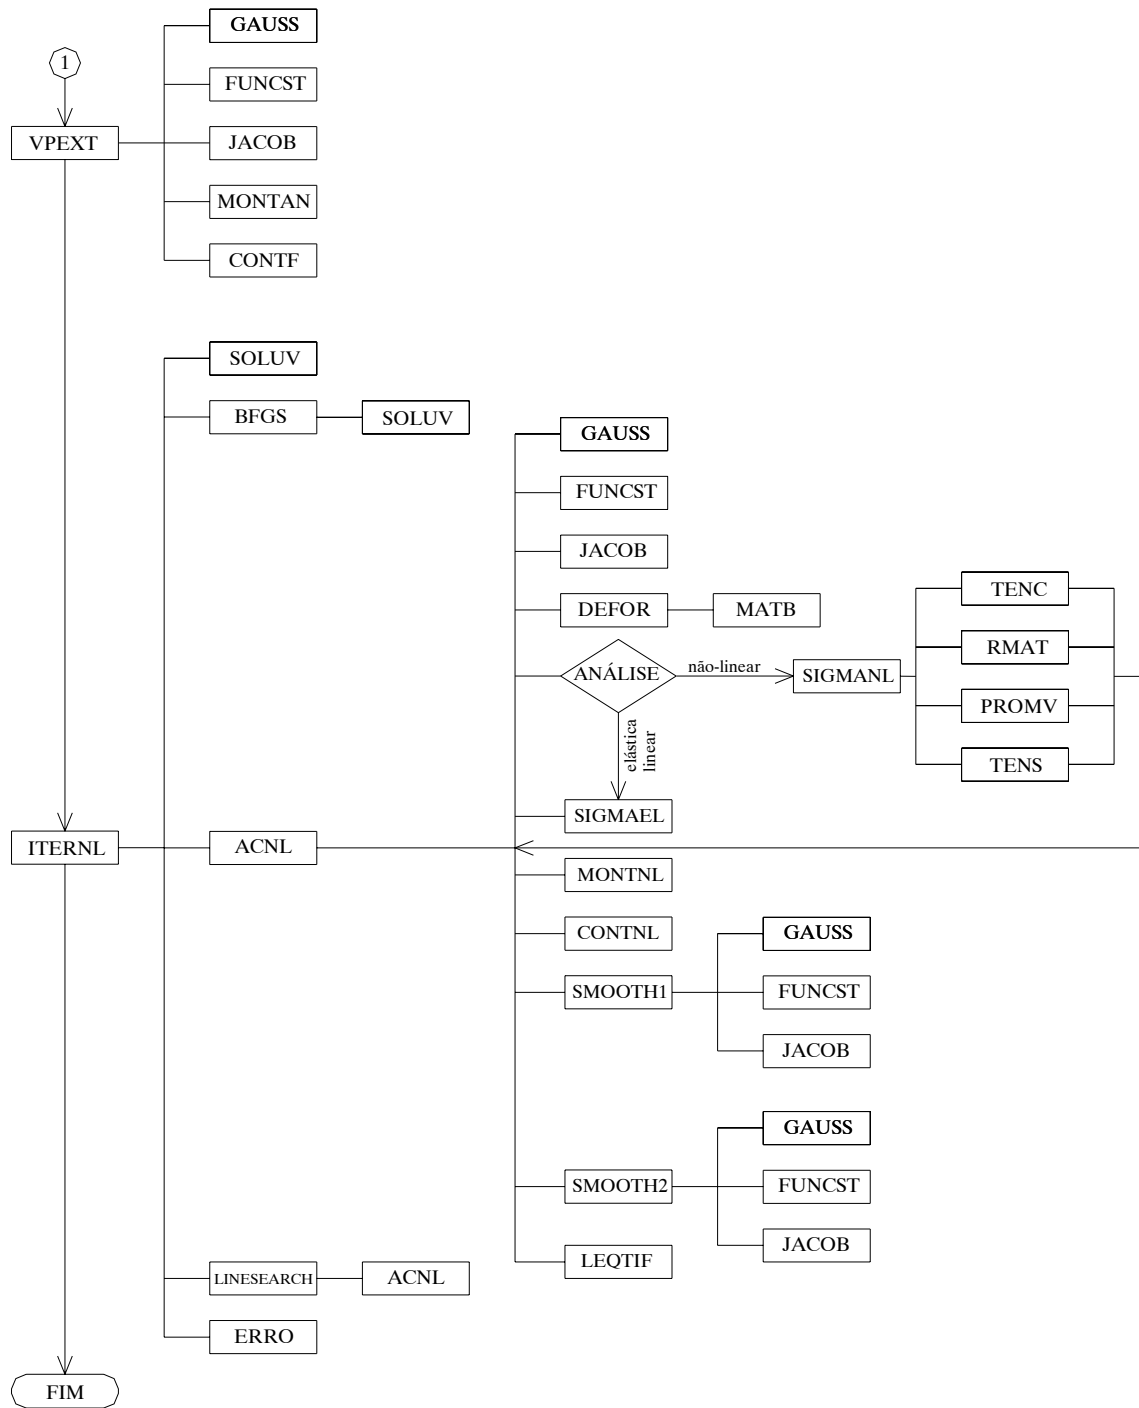 GAUSS
1
FUNCST
VPEXT
JACOB
MONTAN
CONTF
SOLUV
BFGS
SOLUV
GAUSS
FUNCST
JACOB
DEFOR
MATB
TENC
RMAT
ANÁLISE
não-linear
SIGMANL
PROMV
TENS
elástica
linear
SIGMAEL
ITERNL
ACNL
MONTNL
CONTNL
GAUSS
SMOOTH1
FUNCST
JACOB
GAUSS
SMOOTH2
FUNCST
JACOB
LEQTIF
LINESEARCH
ACNL
ERRO
FIM